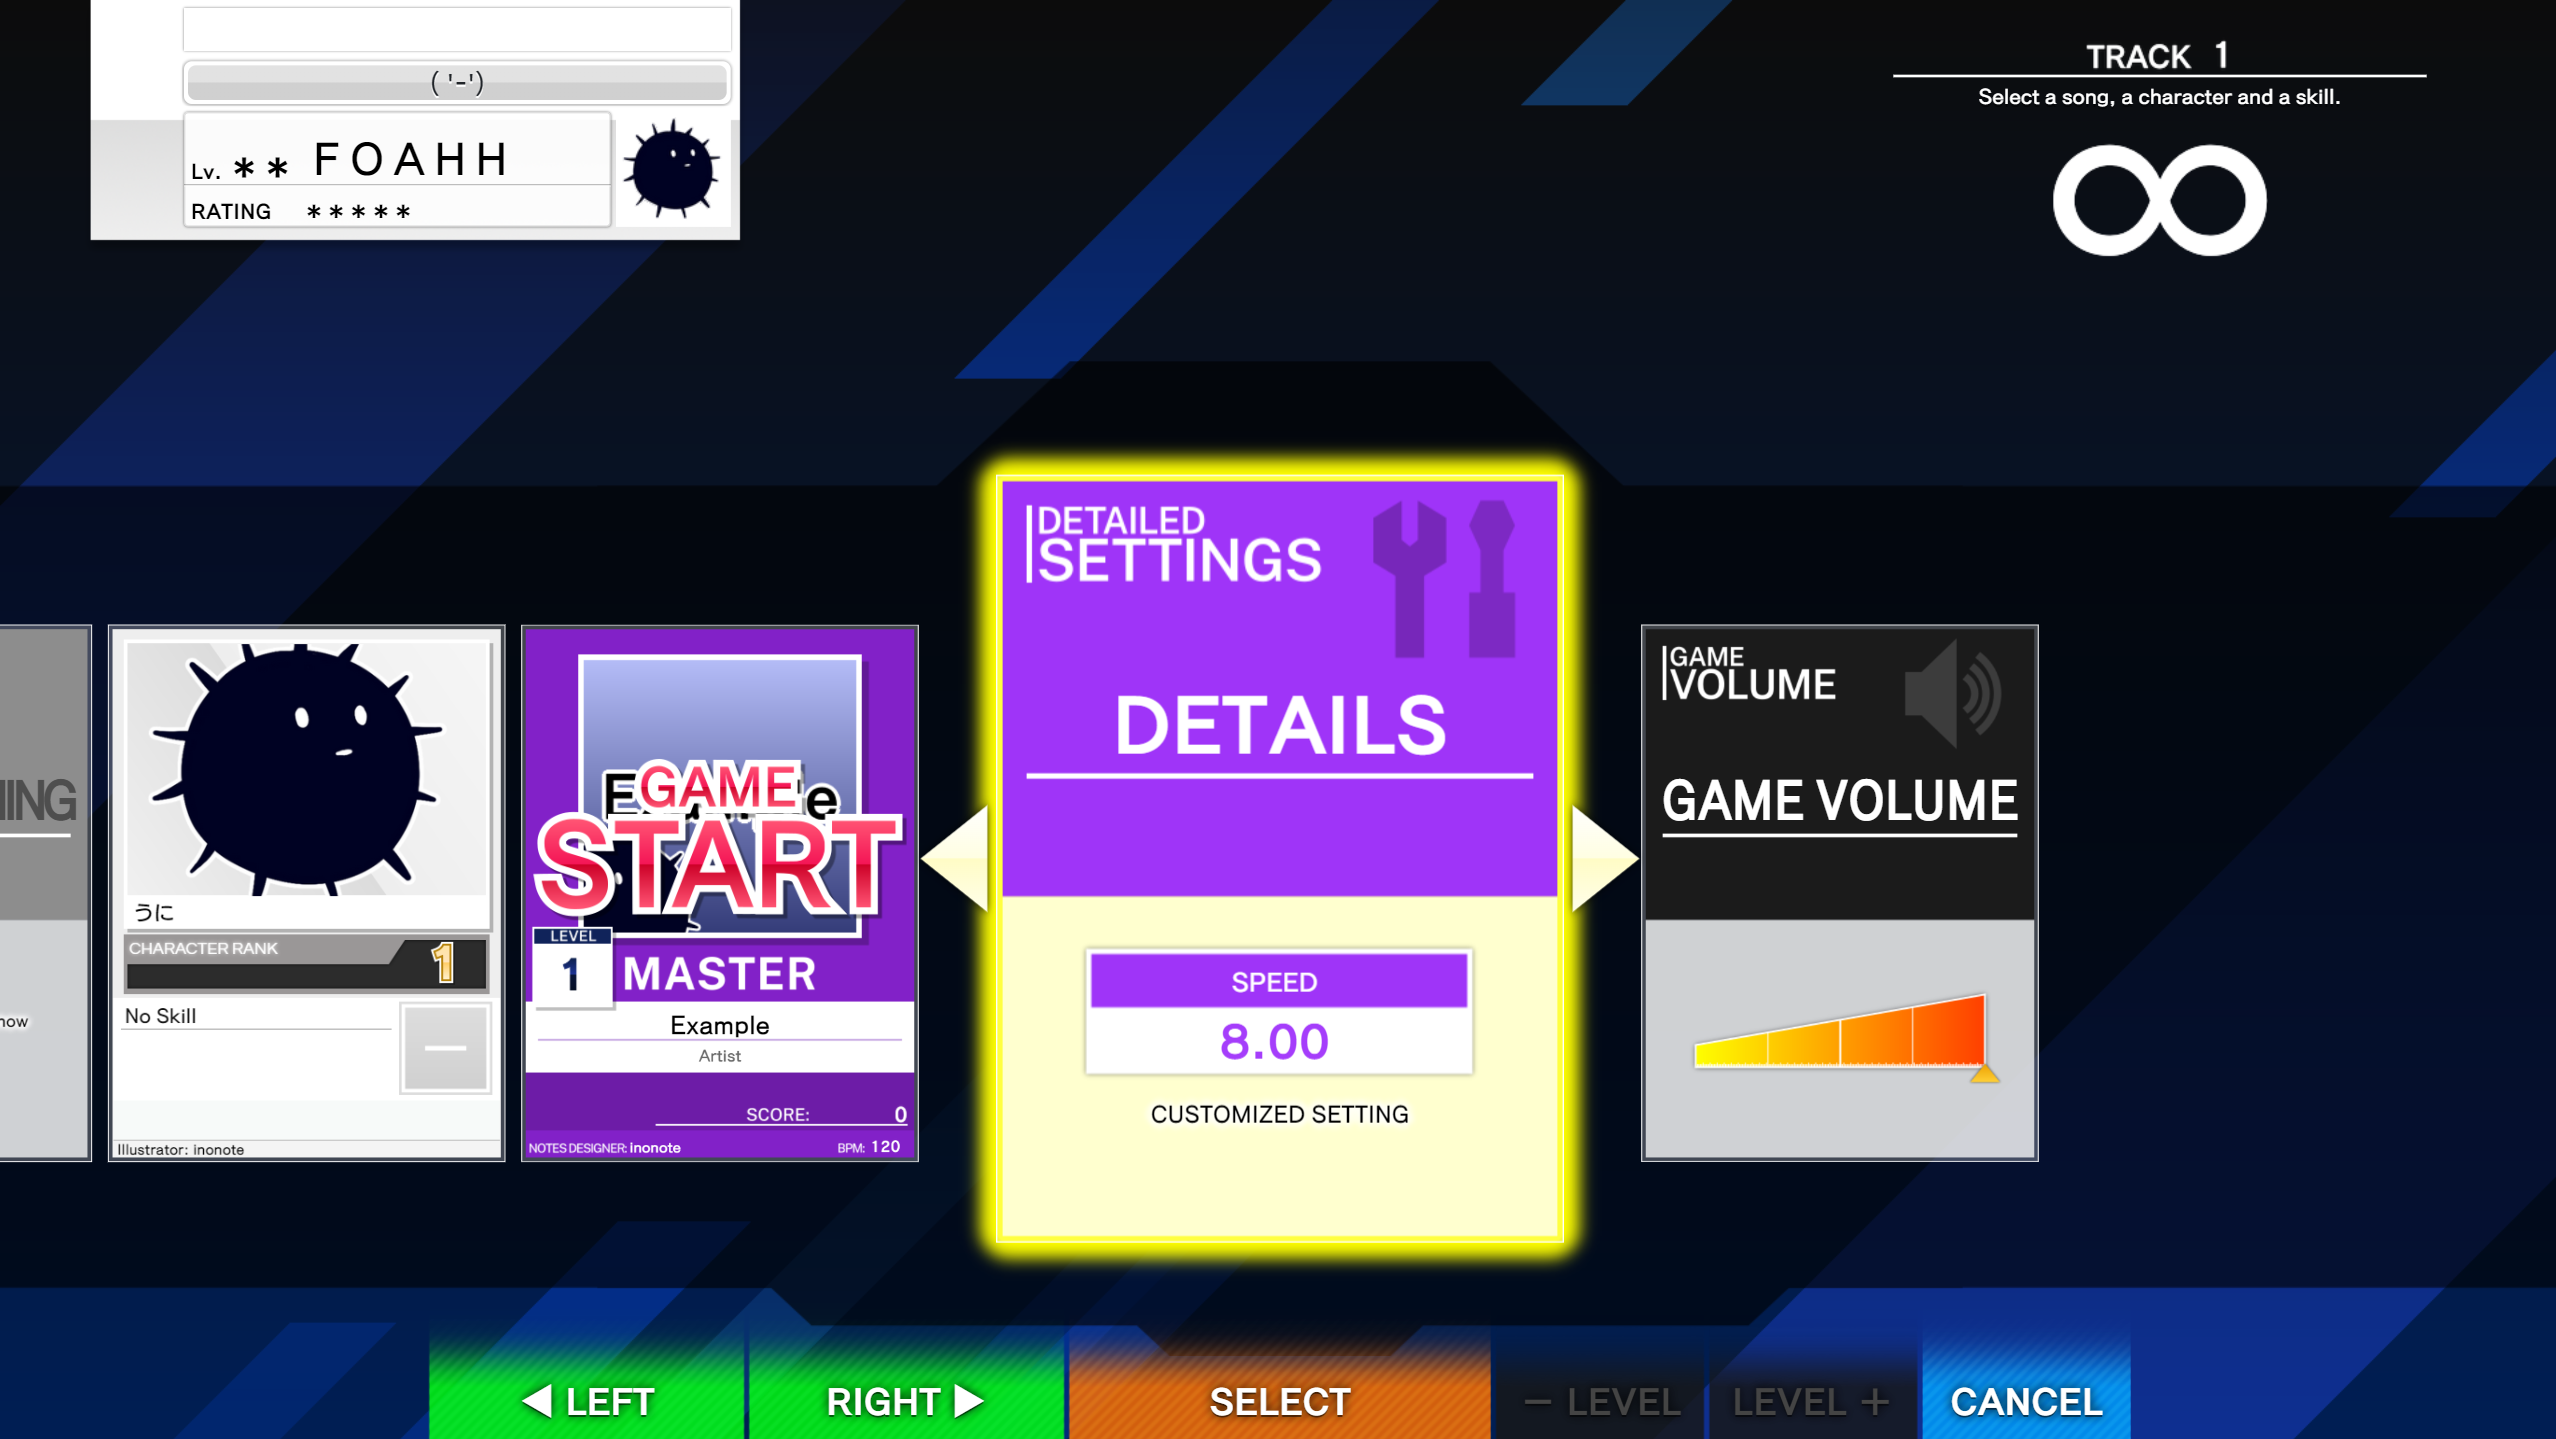 ( '-')
Lv. ** FOAHH
RATING *****
TRACK 1
Select a song, a character and a skill.
DETAILED
SETTINGS
DETAILS
SPEED
8.00
CUSTOMIZED SETTING
うに
CHARACTER RANK
1
No Skill
Illustrator: inonote
GAME
START
LEVEL
1
MASTER
Example
Artist
SCORE: 0
NOTES DESIGNER: inonote
BPM: 120
GAME
VOLUME
GAME VOLUME
◀ LEFT
RIGHT ▶
SELECT
− LEVEL
LEVEL +
CANCEL